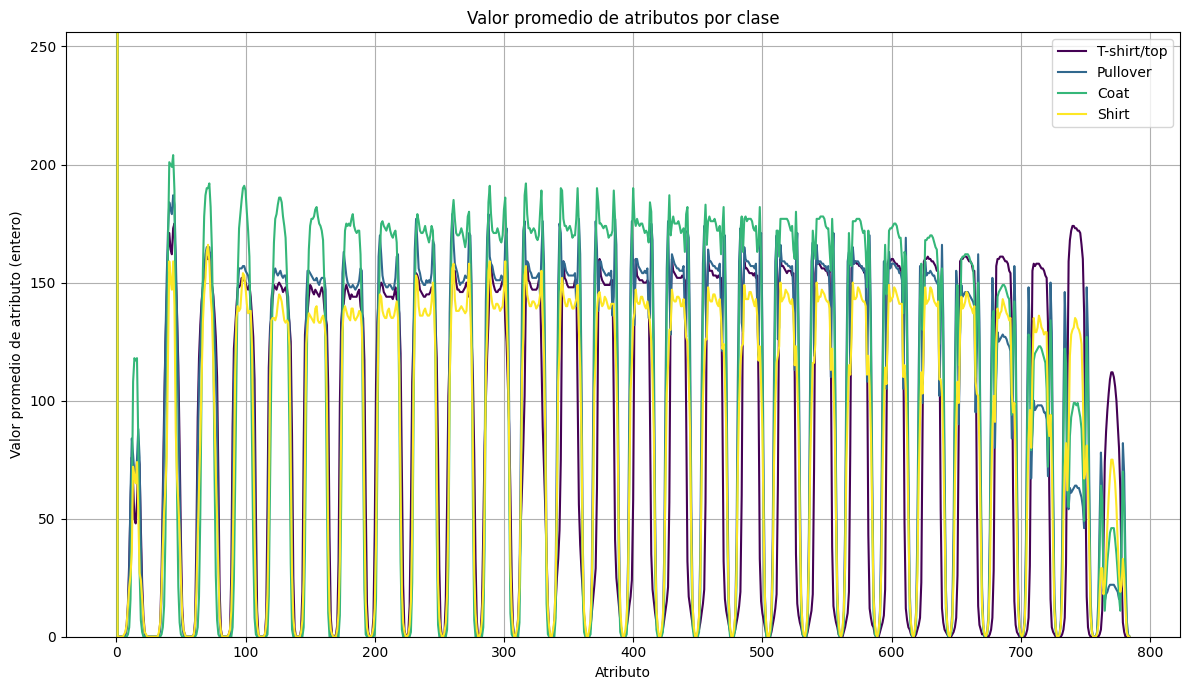 Valor promedio de atributos por clase
Valor promedio de atributo (entero)
250
200
150
100
50
0
T-shirt/top
Pullover
Coat
Shirt
0 100 200 300 400 500 600 700 800
Atributo